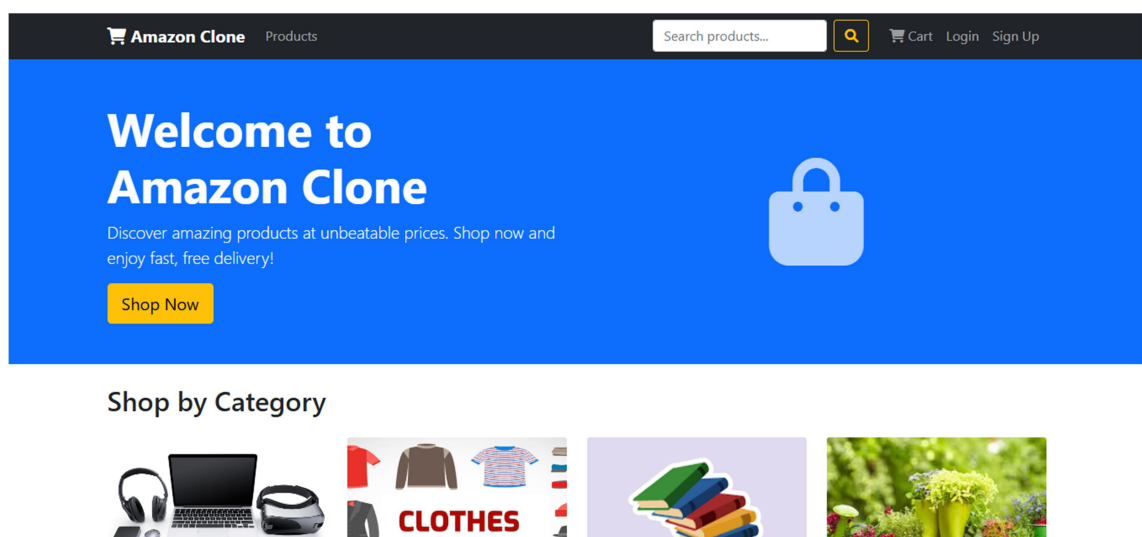 Amazon Clone Products Search products... Cart Login Sign Up
Welcome to
Amazon Clone
Discover amazing products at unbeatable prices. Shop now and
enjoy fast, free delivery!
Shop Now
Shop by Category
CLOTHES